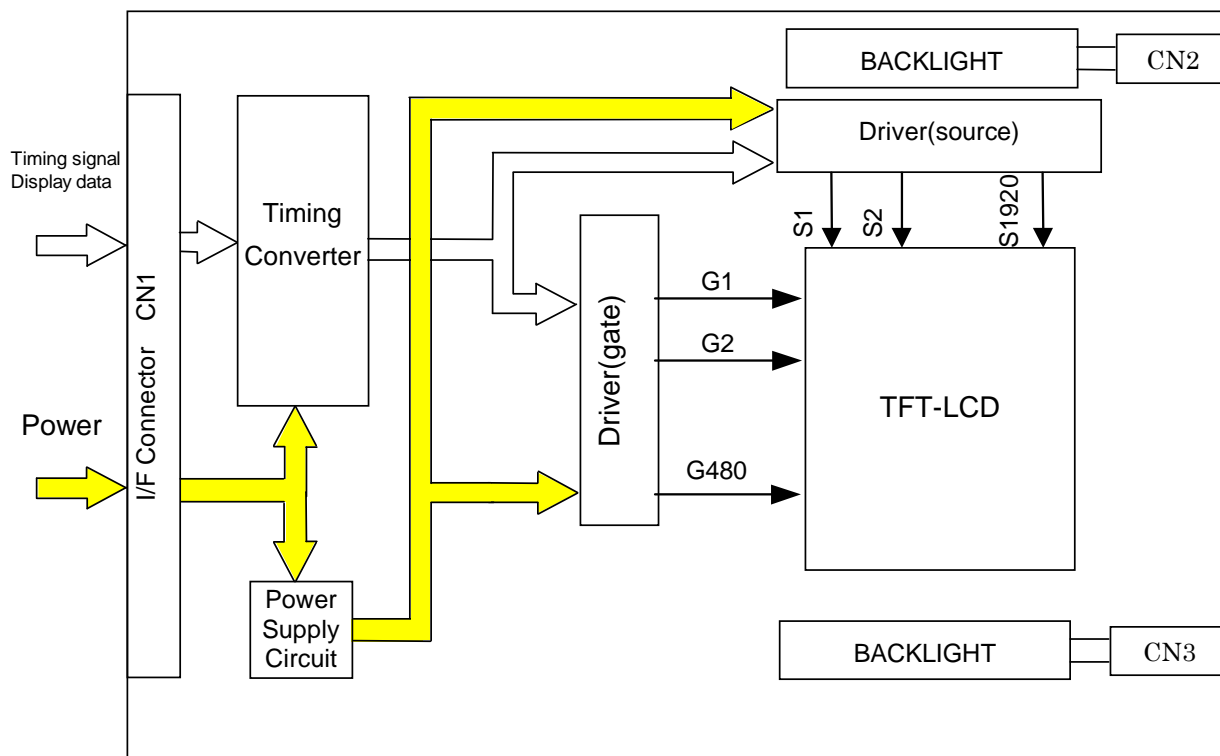 BACKLIGHT
CN2
Driver(source)
Timing signal
Display data
Timing
Converter
S1
S2
S1920
I/F Connector CN1
G1
Driver(gate)
G2
TFT-LCD
Power
G480
Power
Supply
Circuit
BACKLIGHT
CN3